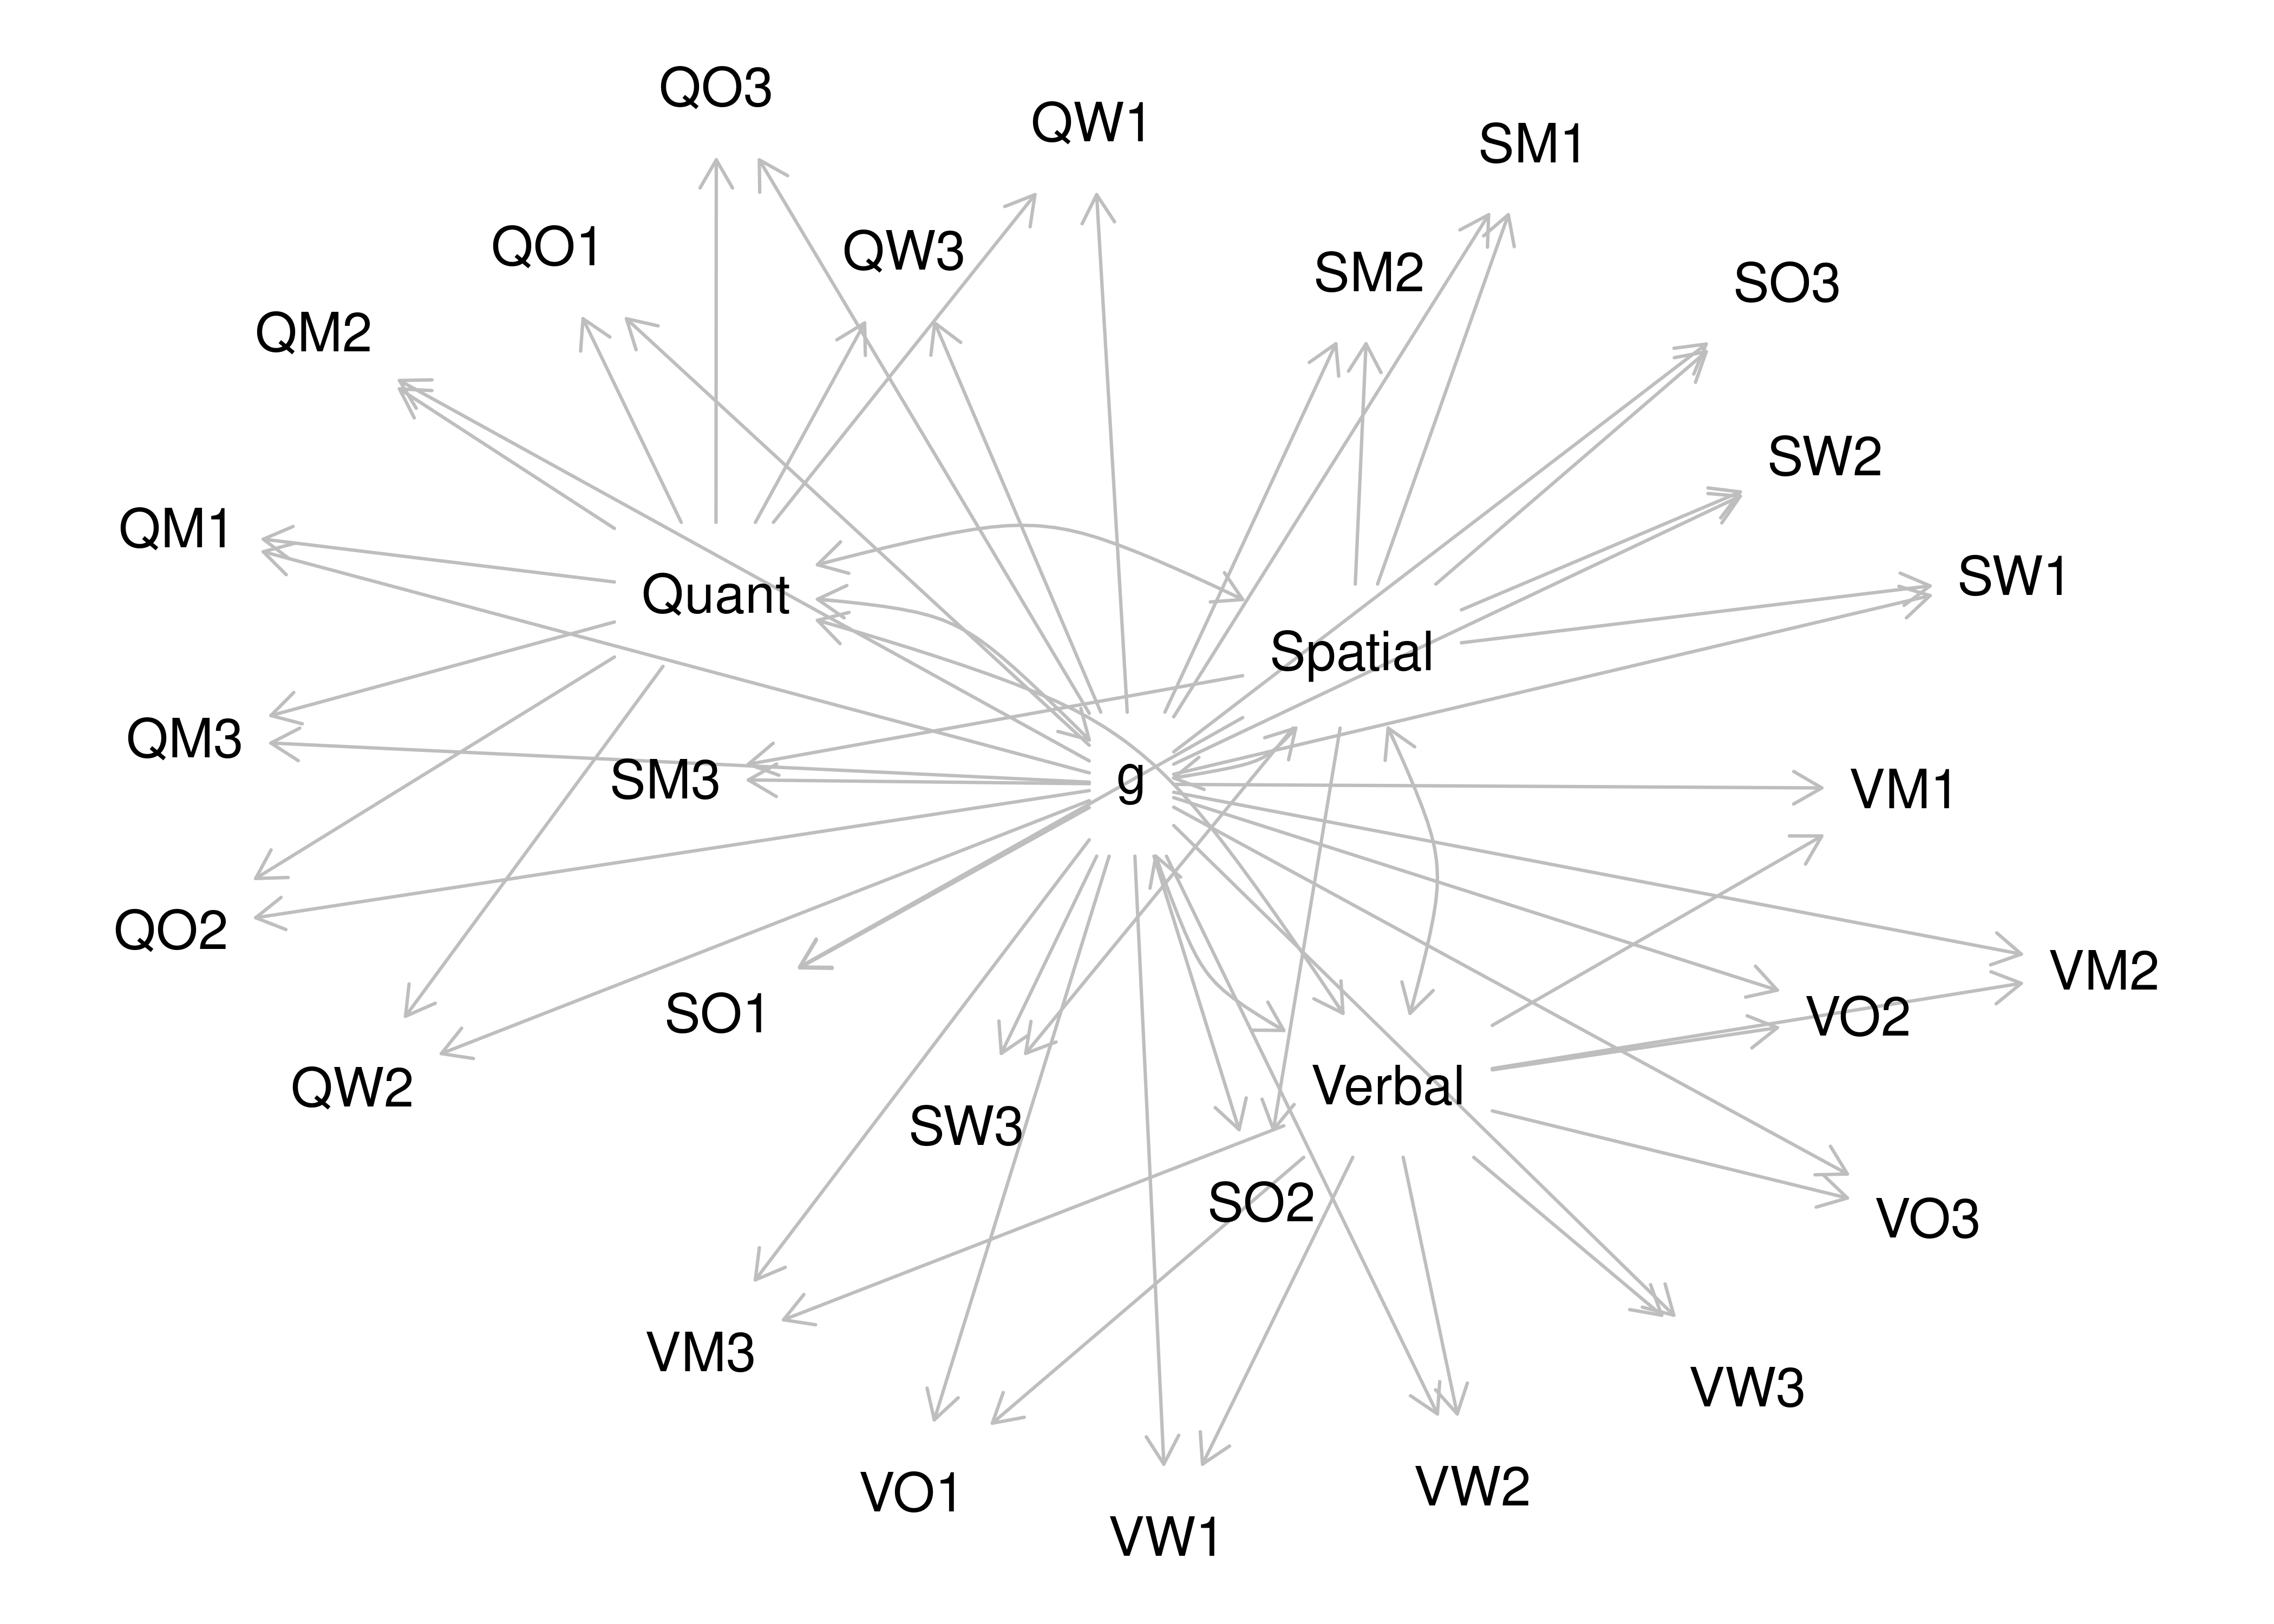 QO3
QW1
SM1
QO1
QW3
SM2
SO3
QM2
SW2
QM1
SW1
Quant
Spatial
QM3
SM3
g
VM1
QO2
VM2
SO1
VO2
QW2
Verbal
SW3
SO2
VO3
VM3
VW3
VO1
VW2
VW1